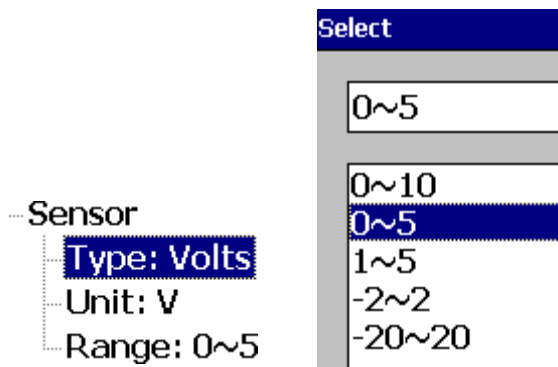 Sensor
Type: Volts
Unit: V
Range: 0~5
Select
0~5
0~10
0~5
1~5
-2~2
-20~20